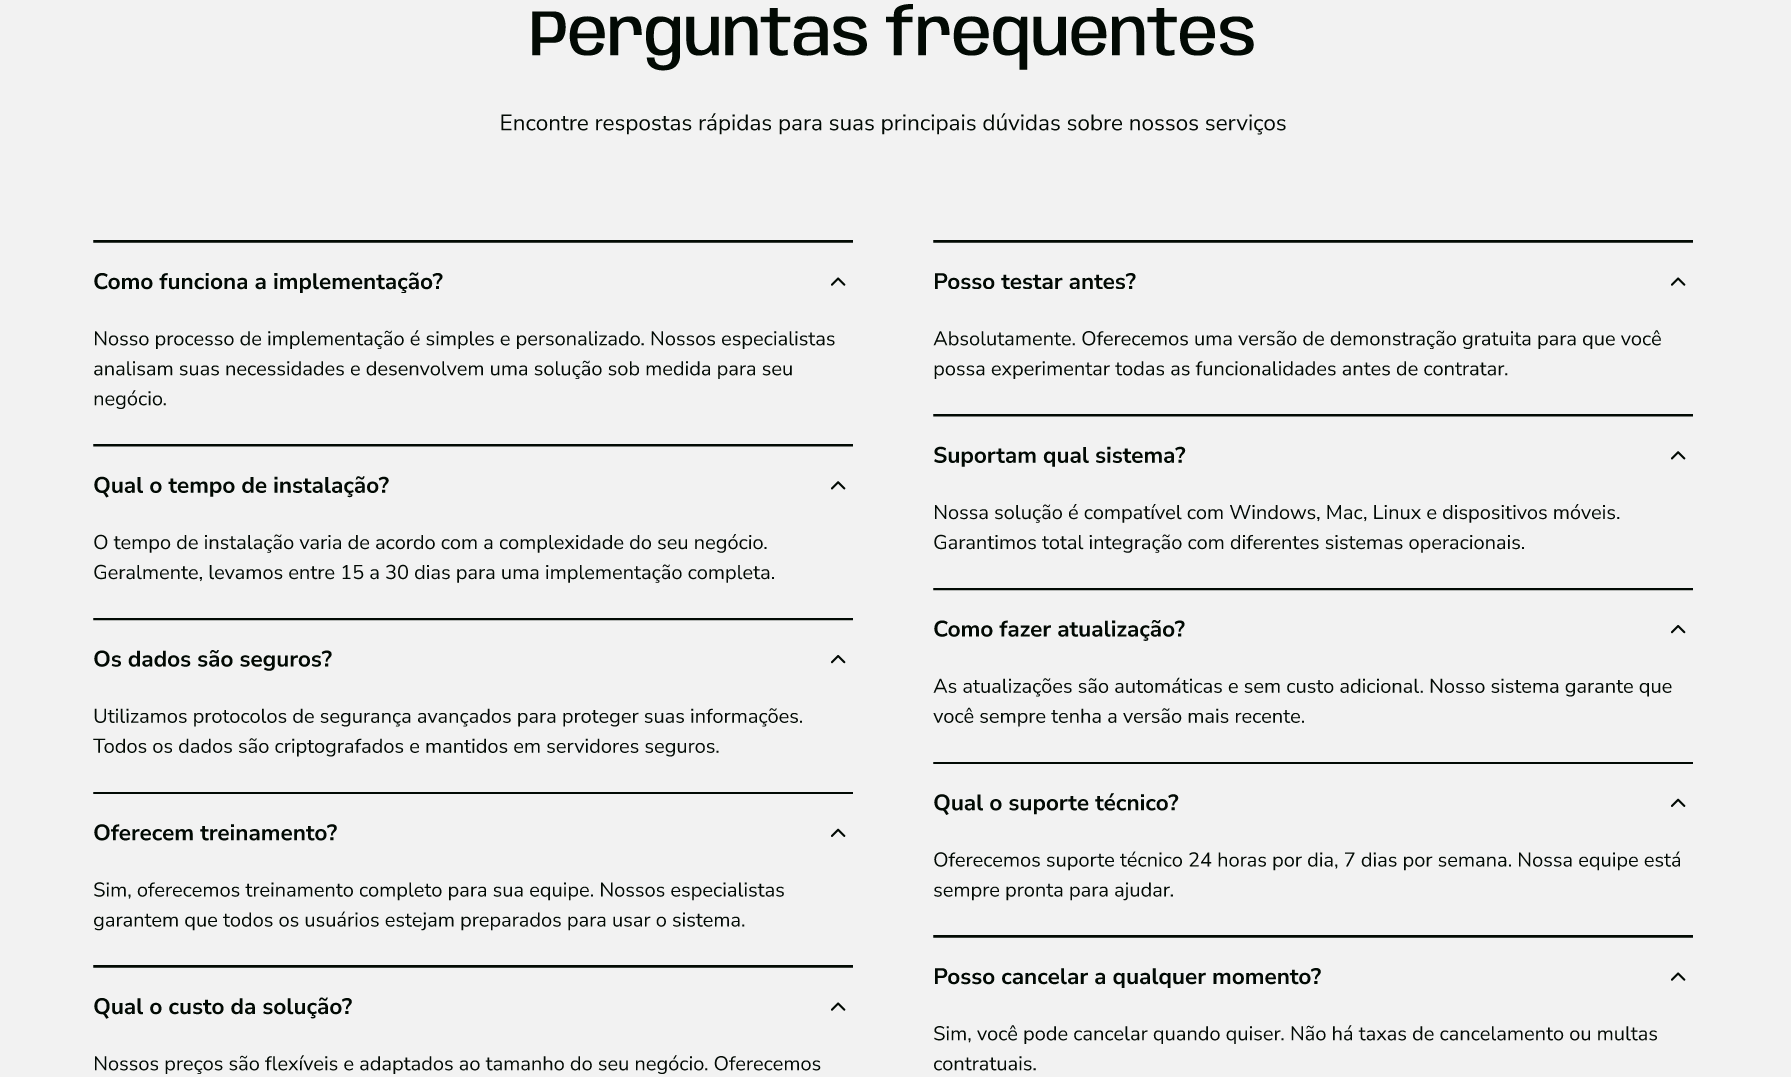 Perguntas frequentes
Encontre respostas rápidas para suas principais dúvidas sobre nossos serviços
Como funciona a implementação?
Nosso processo de implementação é simples e personalizado. Nossos especialistas
analisam suas necessidades e desenvolvem uma solução sob medida para seu
negócio.
Qual o tempo de instalação?
O tempo de instalação varia de acordo com a complexidade do seu negócio.
Geralmente, levamos entre 15 a 30 dias para uma implementação completa.
Os dados são seguros?
Utilizamos protocolos de segurança avançados para proteger suas informações.
Todos os dados são criptografados e mantidos em servidores seguros.
Oferecem treinamento?
Sim, oferecemos treinamento completo para sua equipe. Nossos especialistas
garantem que todos os usuários estejam preparados para usar o sistema.
Qual o custo da solução?
Nossos preços são flexíveis e adaptados ao tamanho do seu negócio. Oferecemos
Posso testar antes?
Absolutamente. Oferecemos uma versão de demonstração gratuita para que você
possa experimentar todas as funcionalidades antes de contratar.
Suportam qual sistema?
Nossa solução é compatível com Windows, Mac, Linux e dispositivos móveis.
Garantimos total integração com diferentes sistemas operacionais.
Como fazer atualização?
As atualizações são automáticas e sem custo adicional. Nosso sistema garante que
você sempre tenha a versão mais recente.
Qual o suporte técnico?
Oferecemos suporte técnico 24 horas por dia, 7 dias por semana. Nossa equipe está
sempre pronta para ajudar.
Posso cancelar a qualquer momento?
Sim, você pode cancelar quando quiser. Não há taxas de cancelamento ou multas
contratuais.